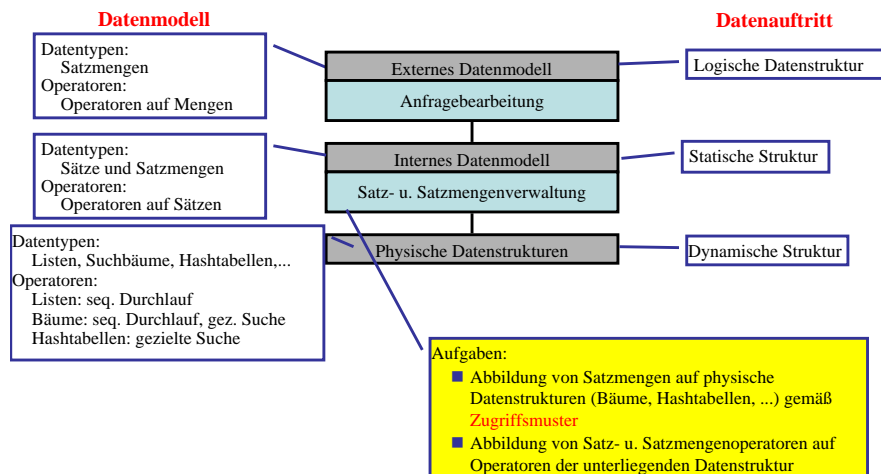 Datenmodell
Datenauftritt
Datentypen:
Satzmengen
Operatoren:
Operatoren auf Mengen
Externes Datenmodell
Anfragebearbeitung
Logische Datenstruktur
Datentypen:
Sätze und Satzmengen
Operatoren:
Operatoren auf Sätzen
Internes Datenmodell
Satz- u. Satzmengenverwaltung
Statische Struktur
Datentypen:
Listen, Suchbäume, Hashtabellen,...
Operatoren:
Listen: seq. Durchlauf
Bäume: seq. Durchlauf, gez. Suche
Hashtabellen: gezielte Suche
Physische Datenstrukturen
Dynamische Struktur
Aufgaben:
Abbildung von Satzmengen auf physische
Datenstrukturen (Bäume, Hashtabellen, ...) gemäß
Zugriffsmuster
Abbildung von Satz- u. Satzmengenoperatoren auf
Operatoren der unterliegenden Datenstruktur